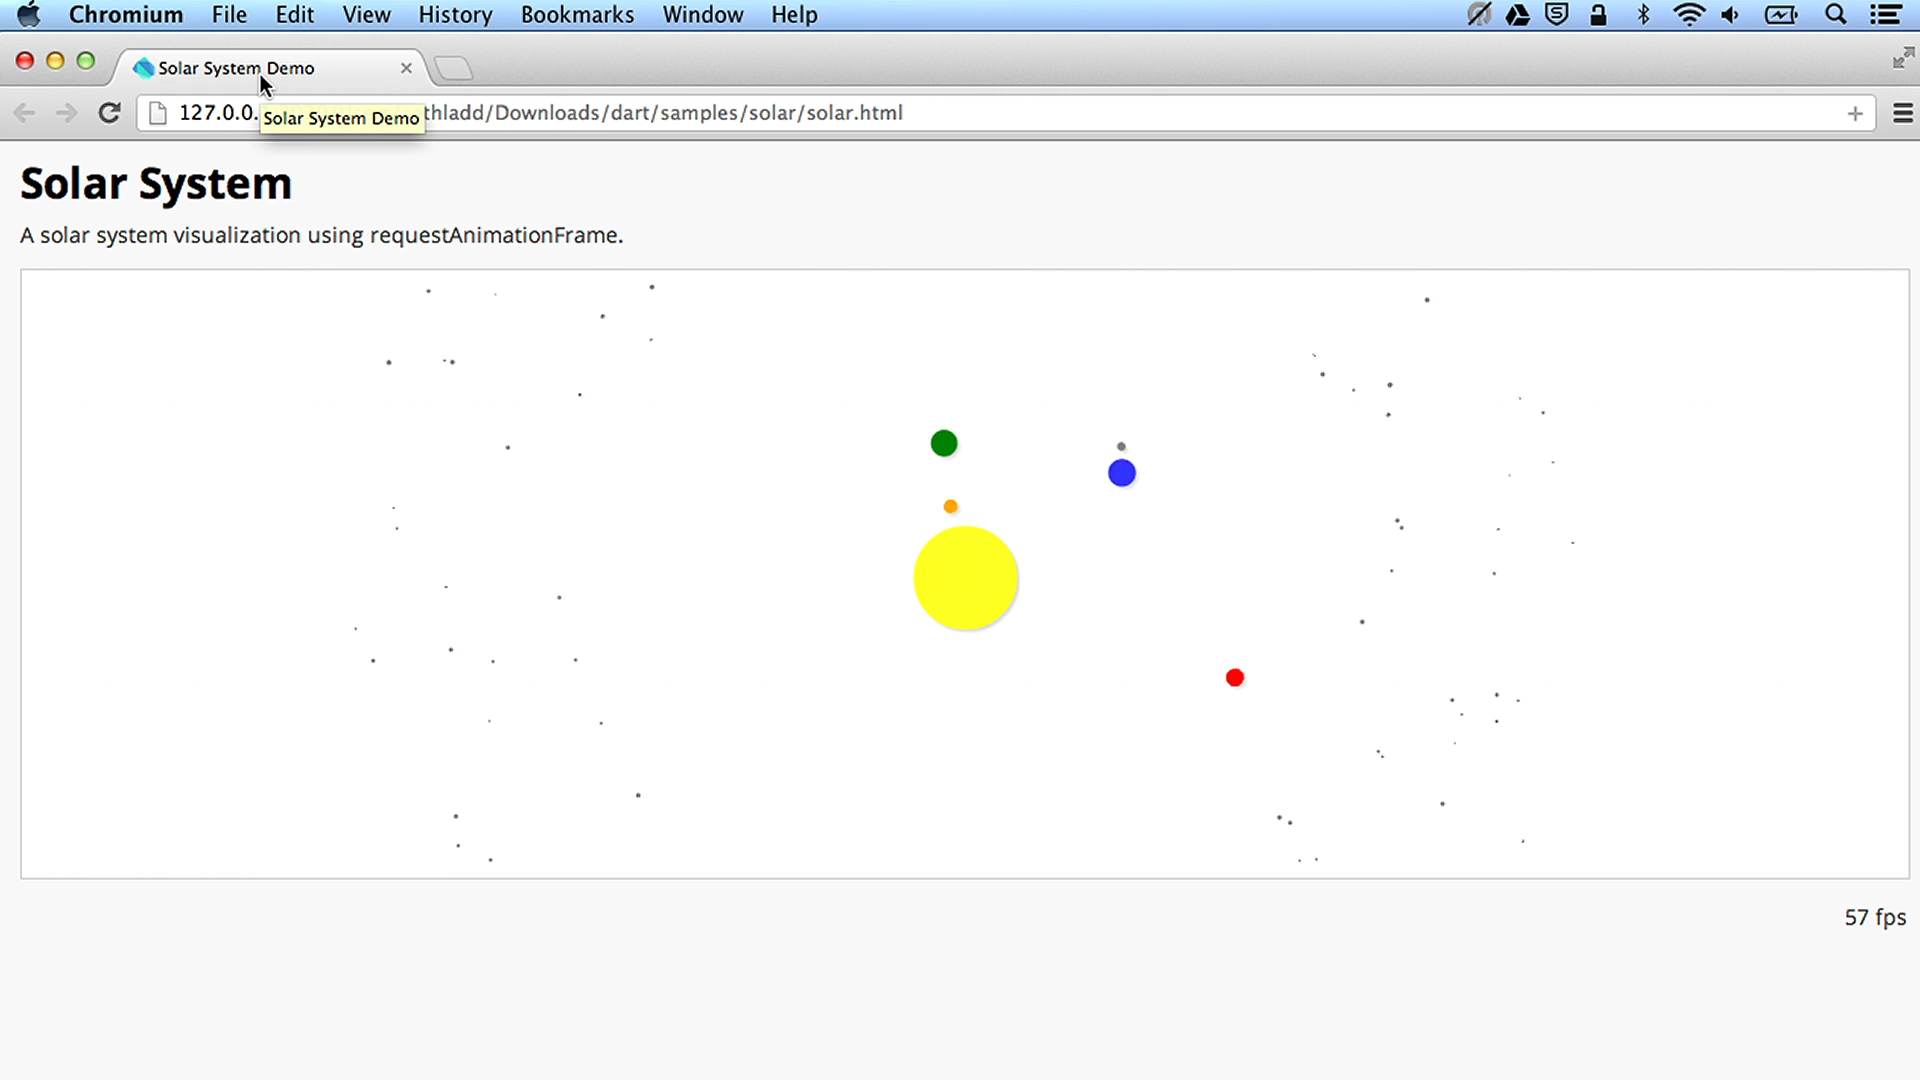 Chromium File Edit View History Bookmarks Window Help
Solar System Demo
127.0.0. thladd/Downloads/dart/samples/solar/solar.html
Solar System Demo
Solar System
A solar system visualization using requestAnimationFrame.
57 fps